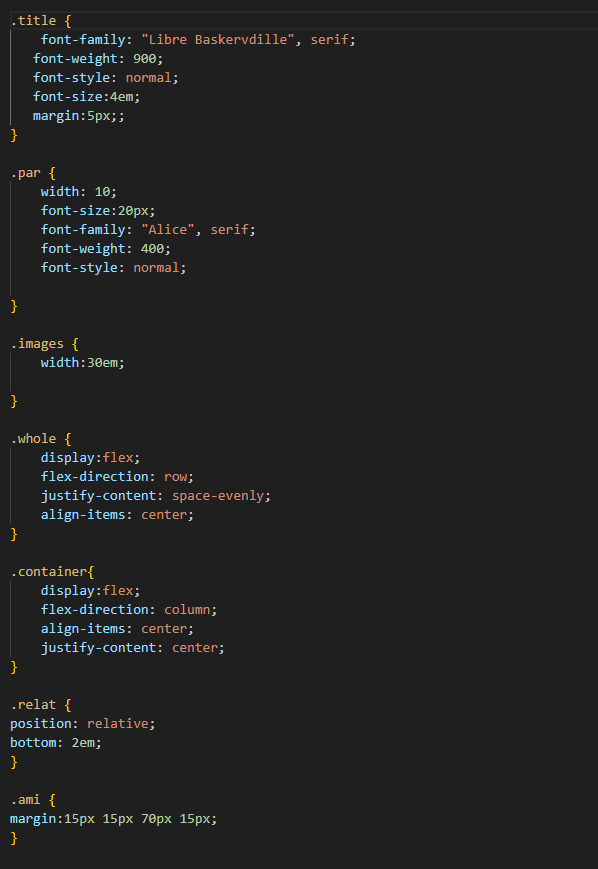 .title {
    font-family: "Libre Baskervdille", serif;
   font-weight: 900;
   font-style: normal;
   font-size:4em;
   margin:5px;;
}

.par {
    width: 10;
    font-size:20px;
    font-family: "Alice", serif;
    font-weight: 400;
    font-style: normal;

}

.images {
    width:30em;

}

.whole {
    display:flex;
    flex-direction: row;
    justify-content: space-evenly;
    align-items: center;
}

.container{
    display:flex;
    flex-direction: column;
    align-items: center;
    justify-content: center;
}

.relat {
position: relative;
bottom: 2em;
}

.ami {
margin:15px 15px 70px 15px;
}